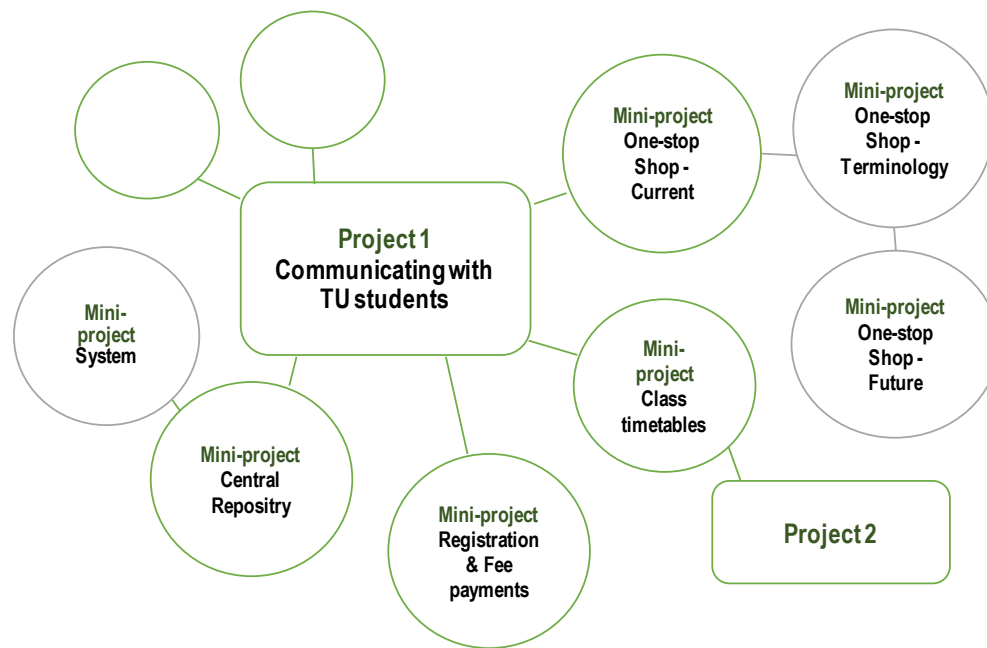 Project 1
Communicating with
TU students
Mini-project
One-stop
Shop -
Current
Mini-project
One-stop
Shop -
Terminology
Mini-project
One-stop
Shop -
Future
Mini-
project
System
Mini-
project
Class
timetables
Mini-project
Central
Repositry
Mini-project
Registration
& Fee
payments
Project 2